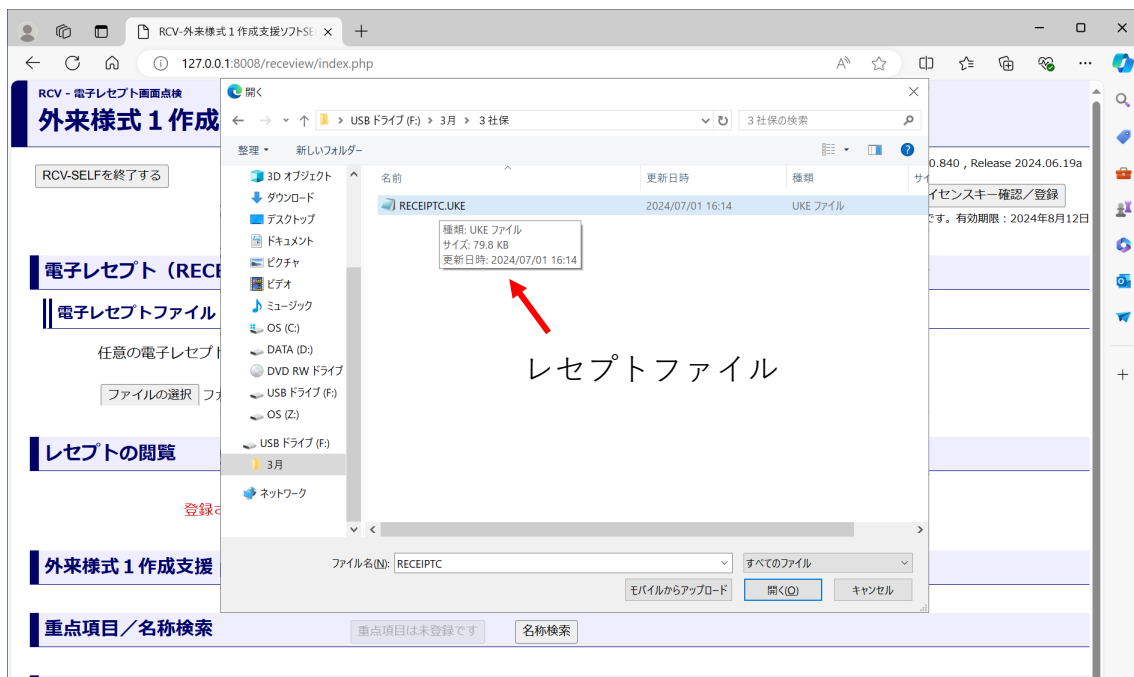 RCV-外来様式１作成支援ソフトSE
127.0.0.1:8008/receview/index.php
RCV - 電子レセプト画面点検
外来様式１作成
RCV-SELFを終了する
0.840 , Release 2024.06.19a
イセンスキー確認／登録
です。有効期限：2024年8月12日
開く
USB ドライブ (F:) › 3月 › 3 社保
3 社保の検索
整理
新しいフォルダー
3D オブジェクト
ダウンロード
デスクトップ
ドキュメント
ピクチャ
ビデオ
ミュージック
OS (C:)
DATA (D:)
DVD RW ドライブ
USB ドライブ (F:)
OS (Z:)
USB ドライブ (F:)
3月
ネットワーク
名前 更新日時 種類 サイ
RECEIPTC.UKE 2024/07/01 16:14 UKE ファイル
種類: UKE ファイル
サイズ: 79.8 KB
更新日時: 2024/07/01 16:14
レセプトファイル
ファイル名(N): RECEIPTC
すべてのファイル
モバイルからアップロード 開く(O) キャンセル
電子レセプト（RECE
電子レセプトファイル
任意の電子レセプト
ファイルの選択 ファ
レセプトの閲覧
登録さ
外来様式１作成支援
重点項目／名称検索 重点項目は未登録です 名称検索